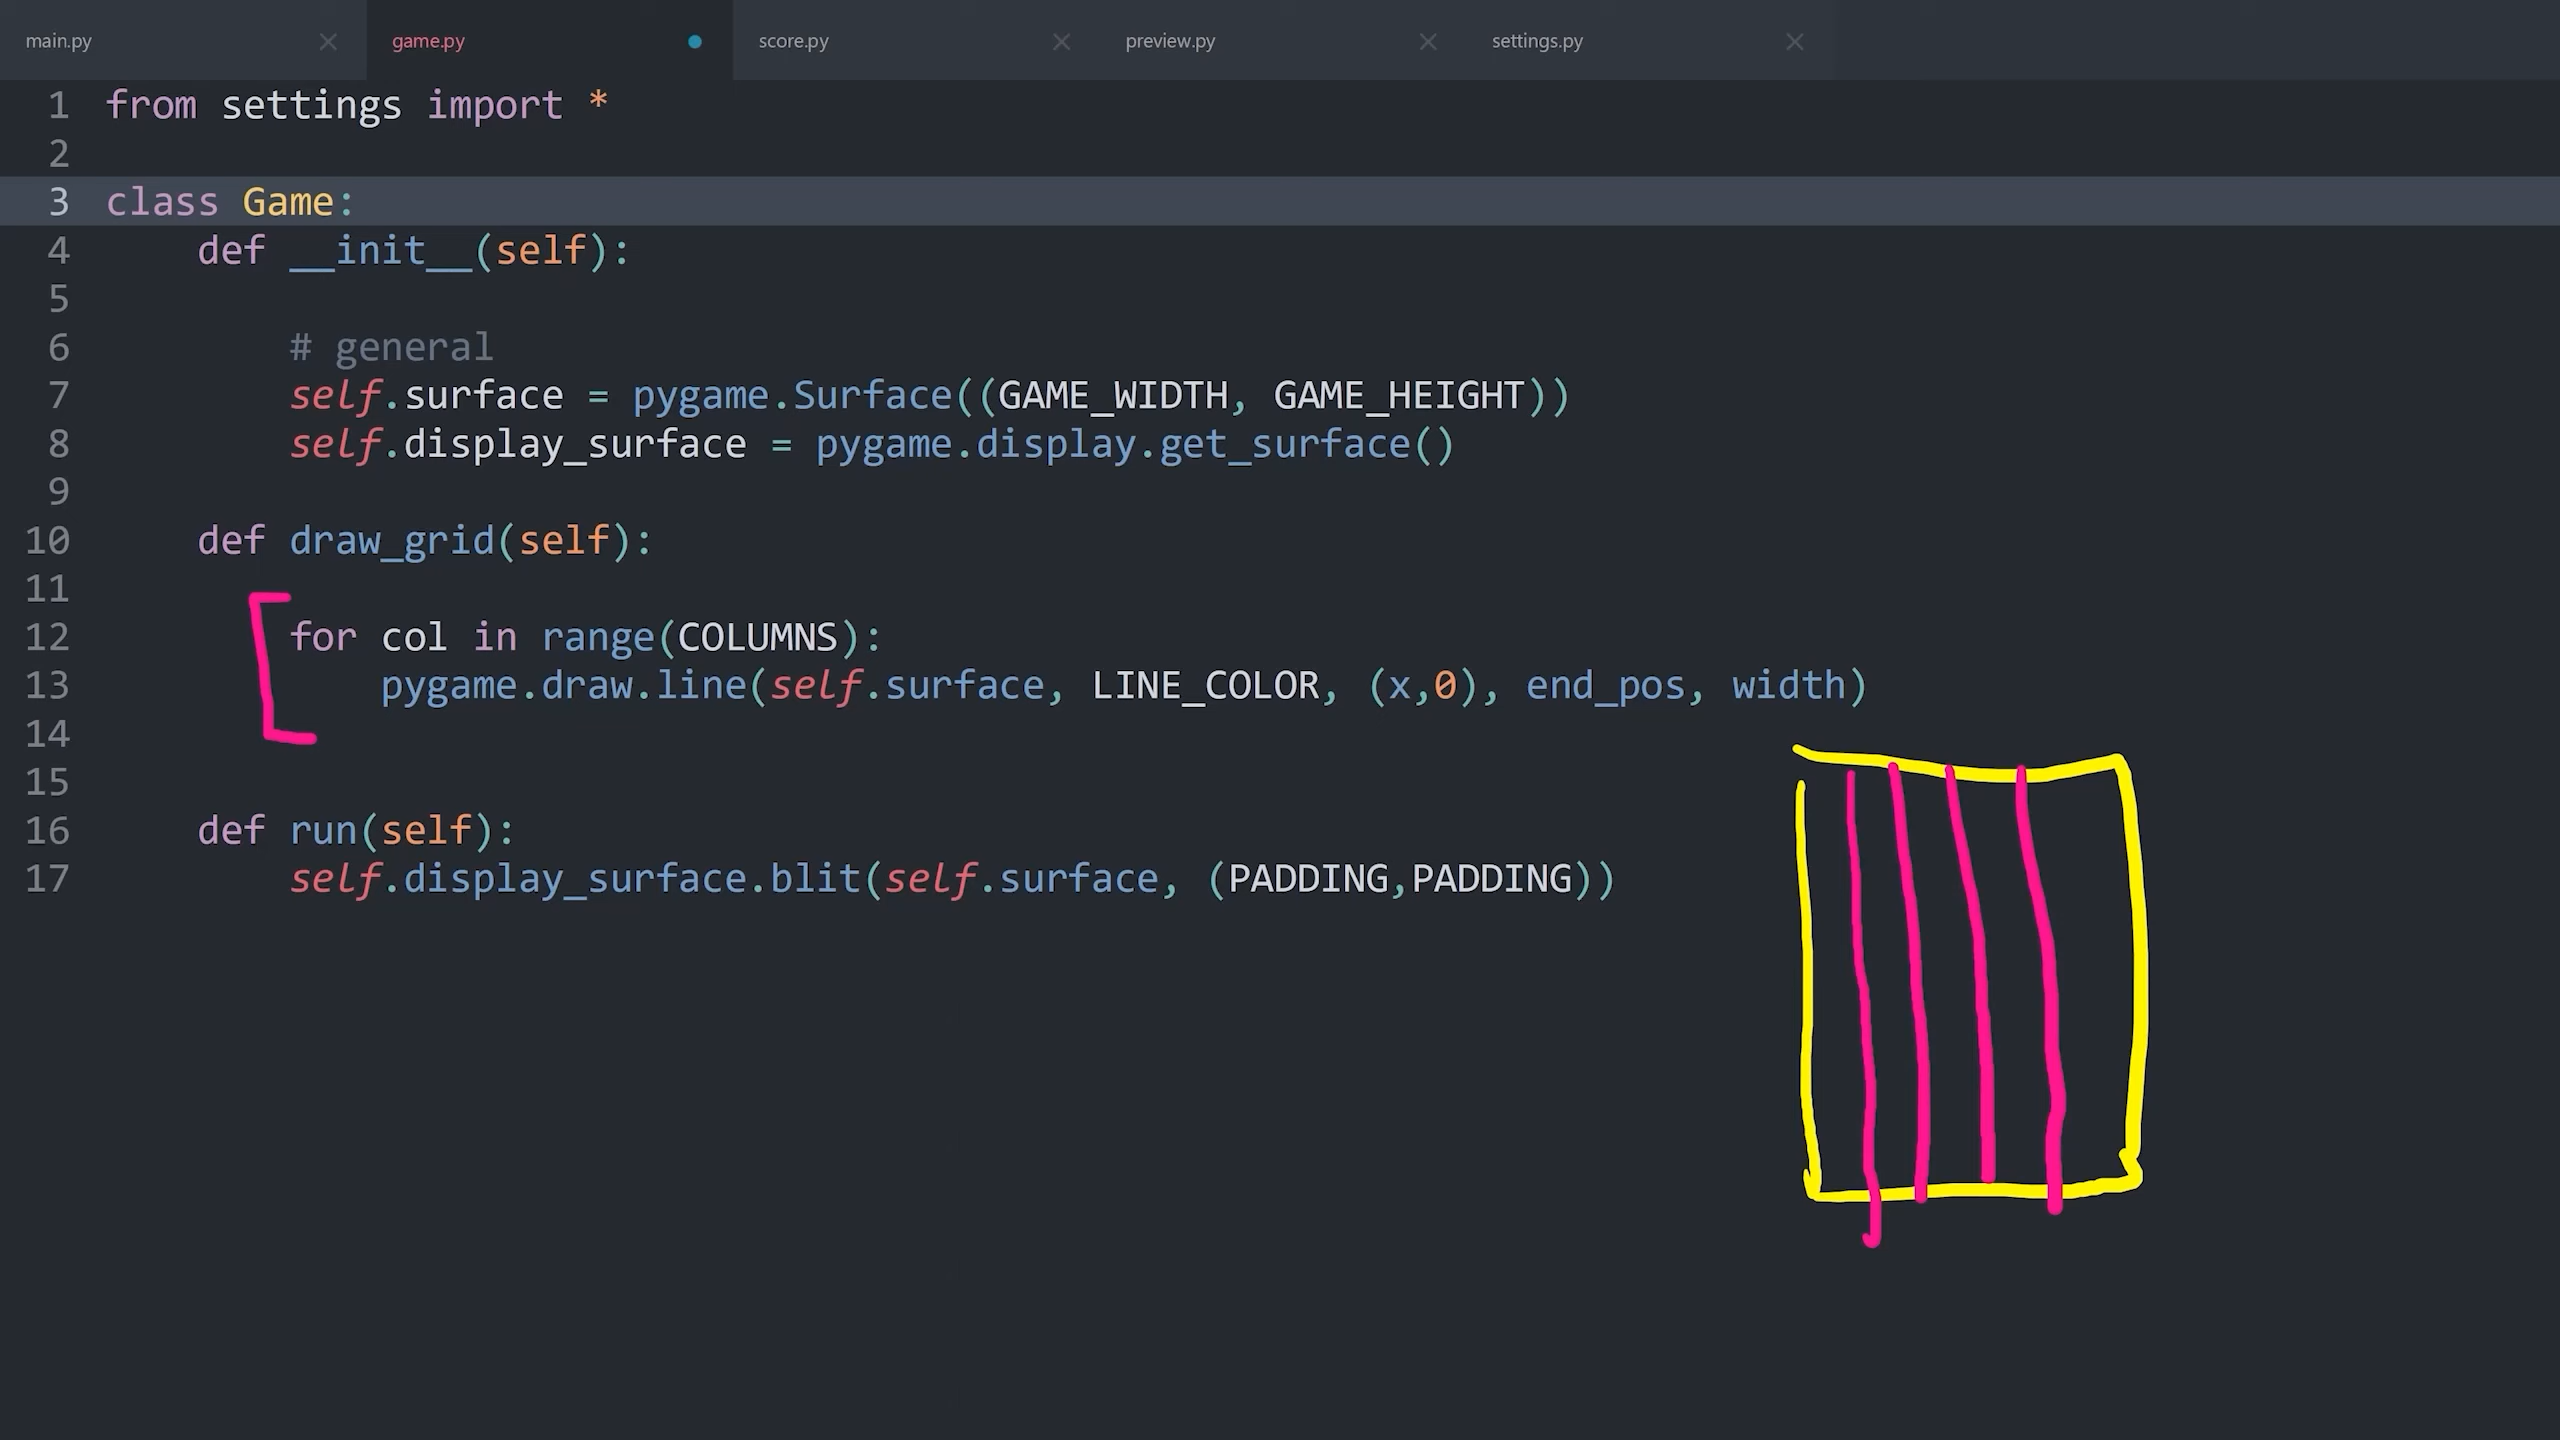 main.py game.py score.py preview.py settings.py
1 from settings import *
2
3 class Game:
4 def __init__(self):
5
6 # general
7 self.surface = pygame.Surface((GAME_WIDTH, GAME_HEIGHT))
8 self.display_surface = pygame.display.get_surface()
9
10 def draw_grid(self):
11
12 for col in range(COLUMNS):
13 pygame.draw.line(self.surface, LINE_COLOR, (x,0), end_pos, width)
14
15
16 def run(self):
17 self.display_surface.blit(self.surface, (PADDING,PADDING))